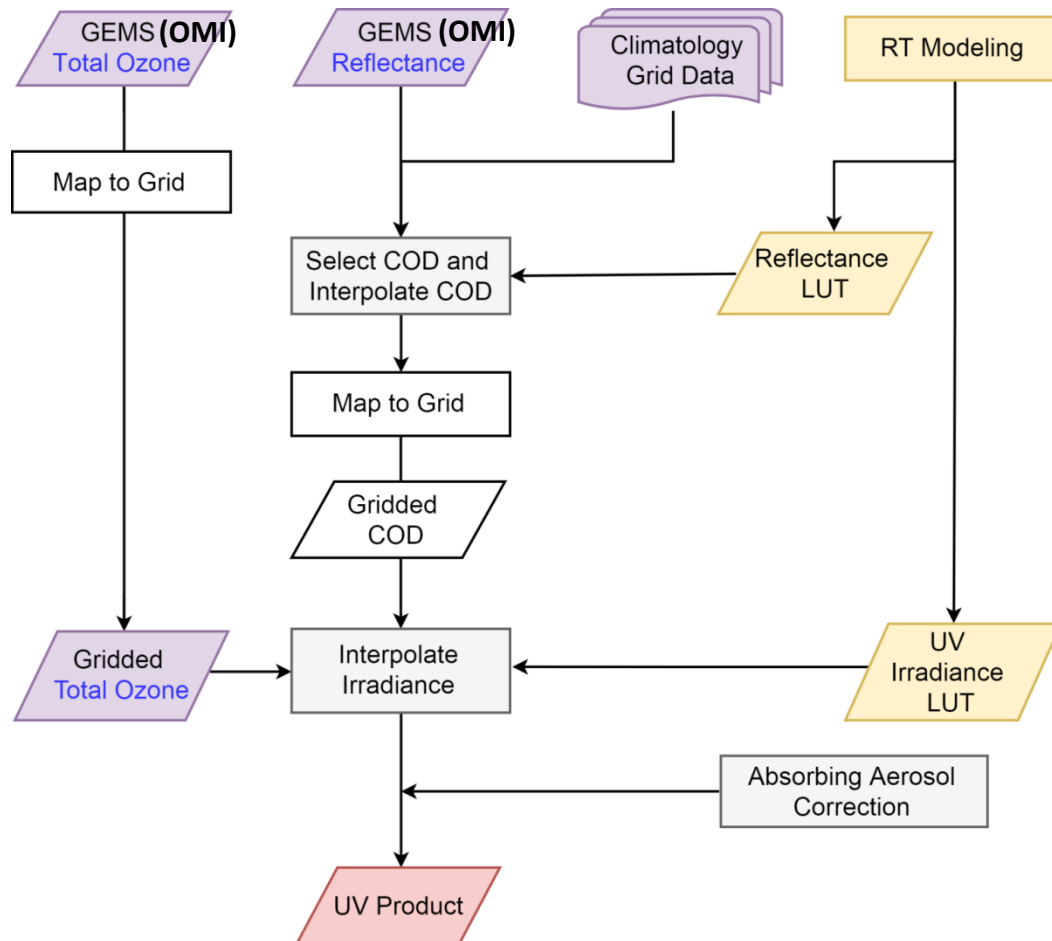 GEMS (OMI)
Total Ozone
GEMS (OMI)
Reflectance
Climatology
Grid Data
RT Modeling
Map to Grid
Select COD and
Interpolate COD
Reflectance
LUT
Map to Grid
Gridded
COD
Gridded
Total Ozone
Interpolate
Irradiance
UV
Irradiance
LUT
Absorbing Aerosol
Correction
UV Product